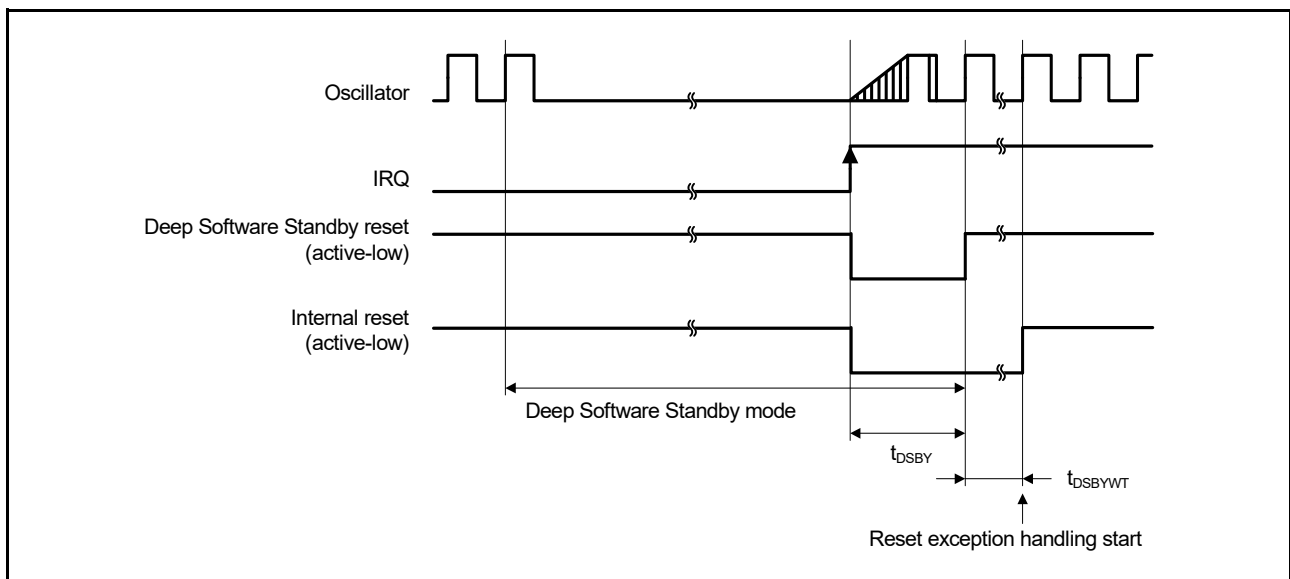 Oscillator
IRQ
Deep Software Standby reset
(active-low)
Internal reset
(active-low)
Deep Software Standby mode
tDSBY
tDSBYWT
Reset exception handling start